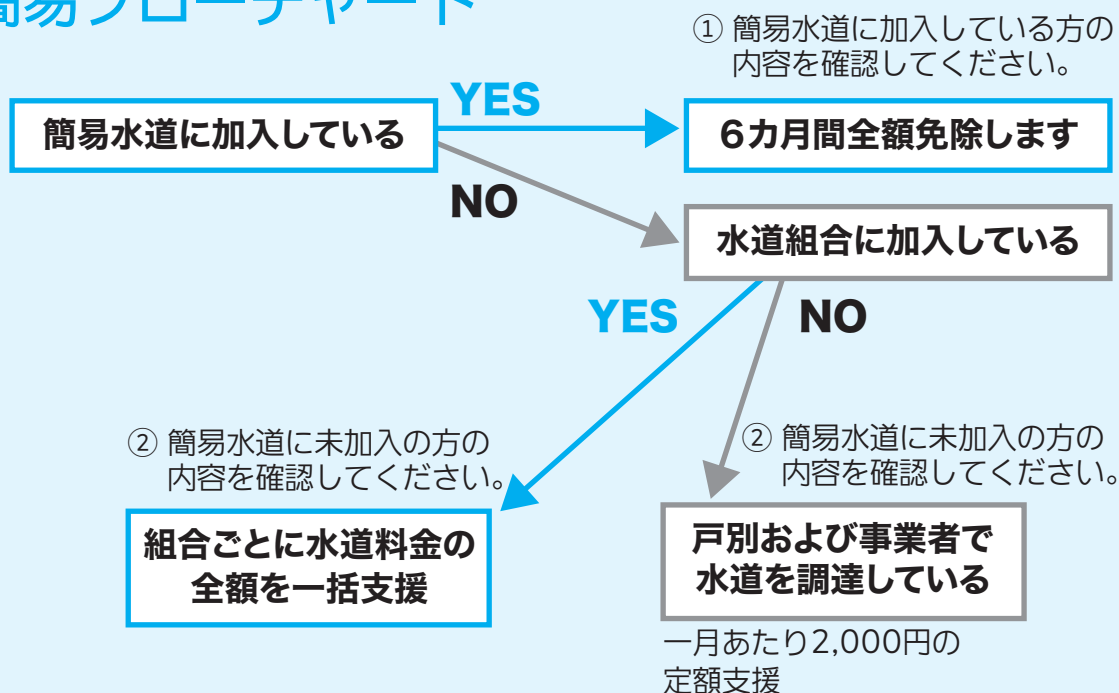 簡易フローチャート
① 簡易水道に加入している方の
内容を確認してください。
簡易水道に加入している
YES
6カ月間全額免除します
NO
水道組合に加入している
YES
NO
② 簡易水道に未加入の方の
内容を確認してください。
組合ごとに水道料金の
全額を一括支援
② 簡易水道に未加入の方の
内容を確認してください。
戸別および事業者で
水道を調達している
一月あたり2,000円の
定額支援